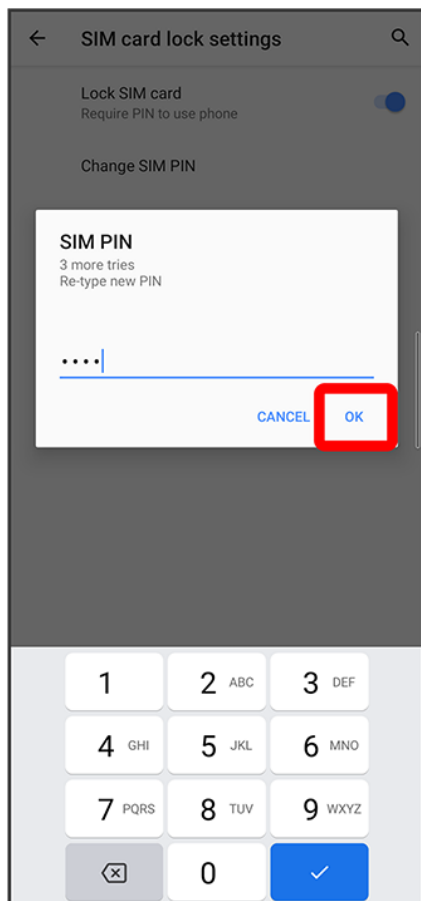 SIM card lock settings
Lock SIM card
Require PIN to use phone
Change SIM PIN
SIM PIN
3 more tries
Re-type new PIN
••••
CANCEL OK
1 2 ABC 3 DEF
4 GHI 5 JKL 6 MNO
7 PQRS 8 TUV 9 WXYZ
0